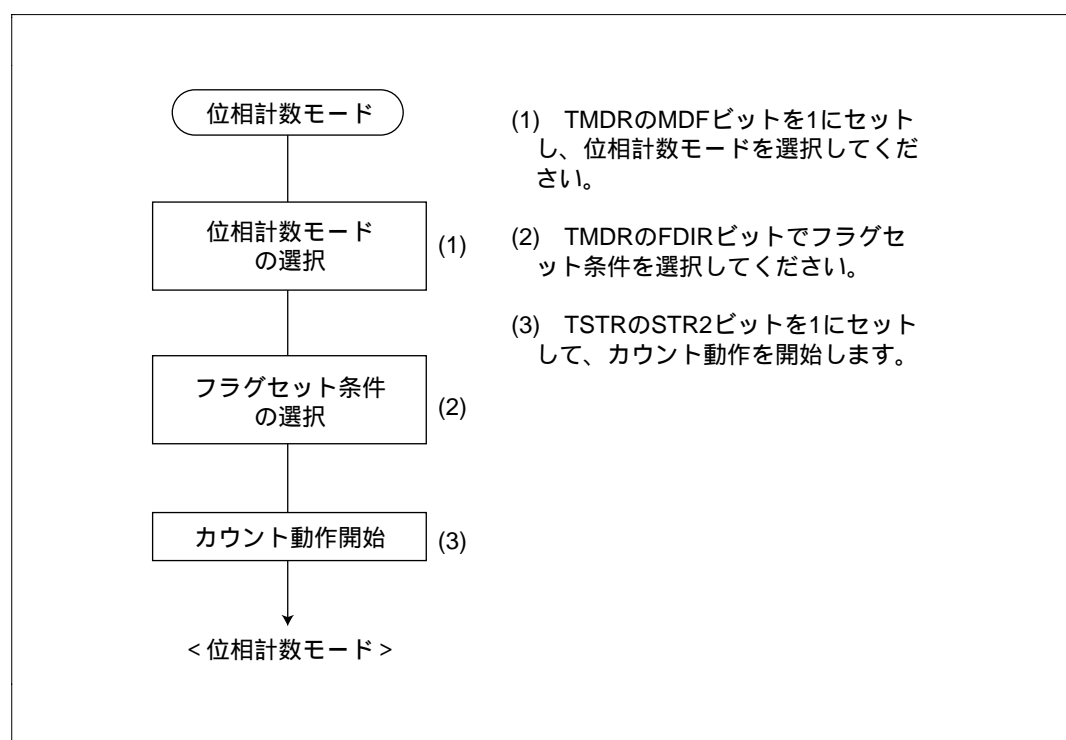 位相計数モード
位相計数モード
の選択
(1)
フラグセット条件
の選択
(2)
カウント動作開始
(3)
<位相計数モード>
(1) TMDRのMDFビットを1にセット
し、位相計数モードを選択してくだ
さい。
(2) TMDRのFDIRビットでフラグセ
ット条件を選択してください。
(3) TSTRのSTR2ビットを1にセット
して、カウント動作を開始します。